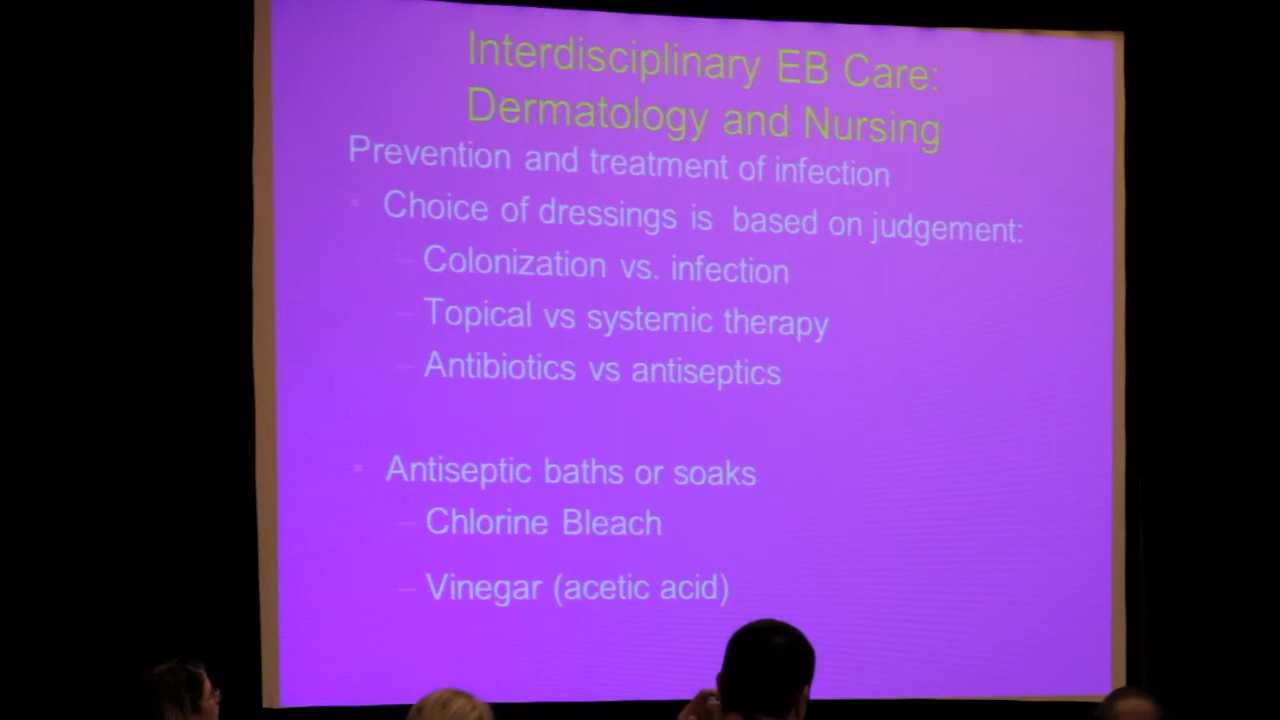 Interdisciplinary EB Care:
Dermatology and Nursing
Prevention and treatment of infection
Choice of dressings is based on judgement:
– Colonization vs. infection
– Topical vs systemic therapy
– Antibiotics vs antiseptics
Antiseptic baths or soaks
– Chlorine Bleach
– Vinegar (acetic acid)